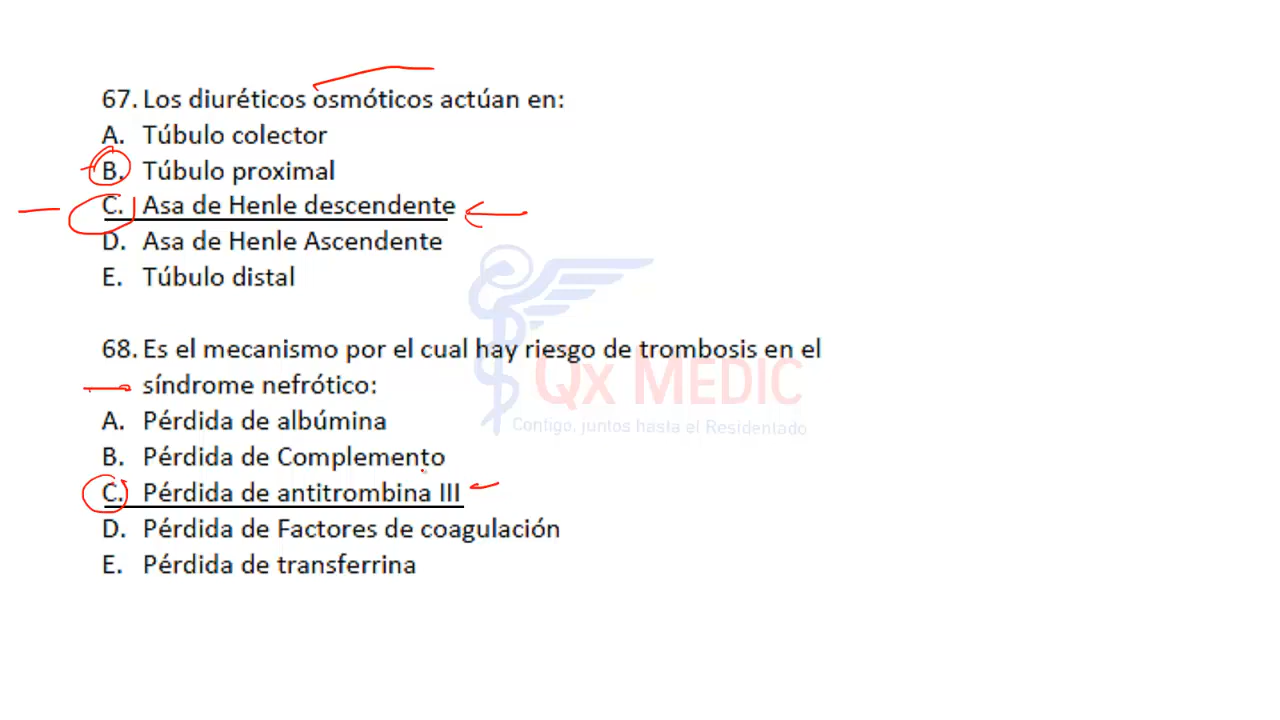 67. Los diuréticos osmóticos actúan en:
A. Túbulo colector
B. Túbulo proximal
C. Asa de Henle descendente
D. Asa de Henle Ascendente
E. Túbulo distal
68. Es el mecanismo por el cual hay riesgo de trombosis en el
síndrome nefrótico:
A. Pérdida de albúmina
B. Pérdida de Complemento
C. Pérdida de antitrombina III
D. Pérdida de Factores de coagulación
E. Pérdida de transferrina
Qx MEDIC
Contigo, juntos hasta el Residentado